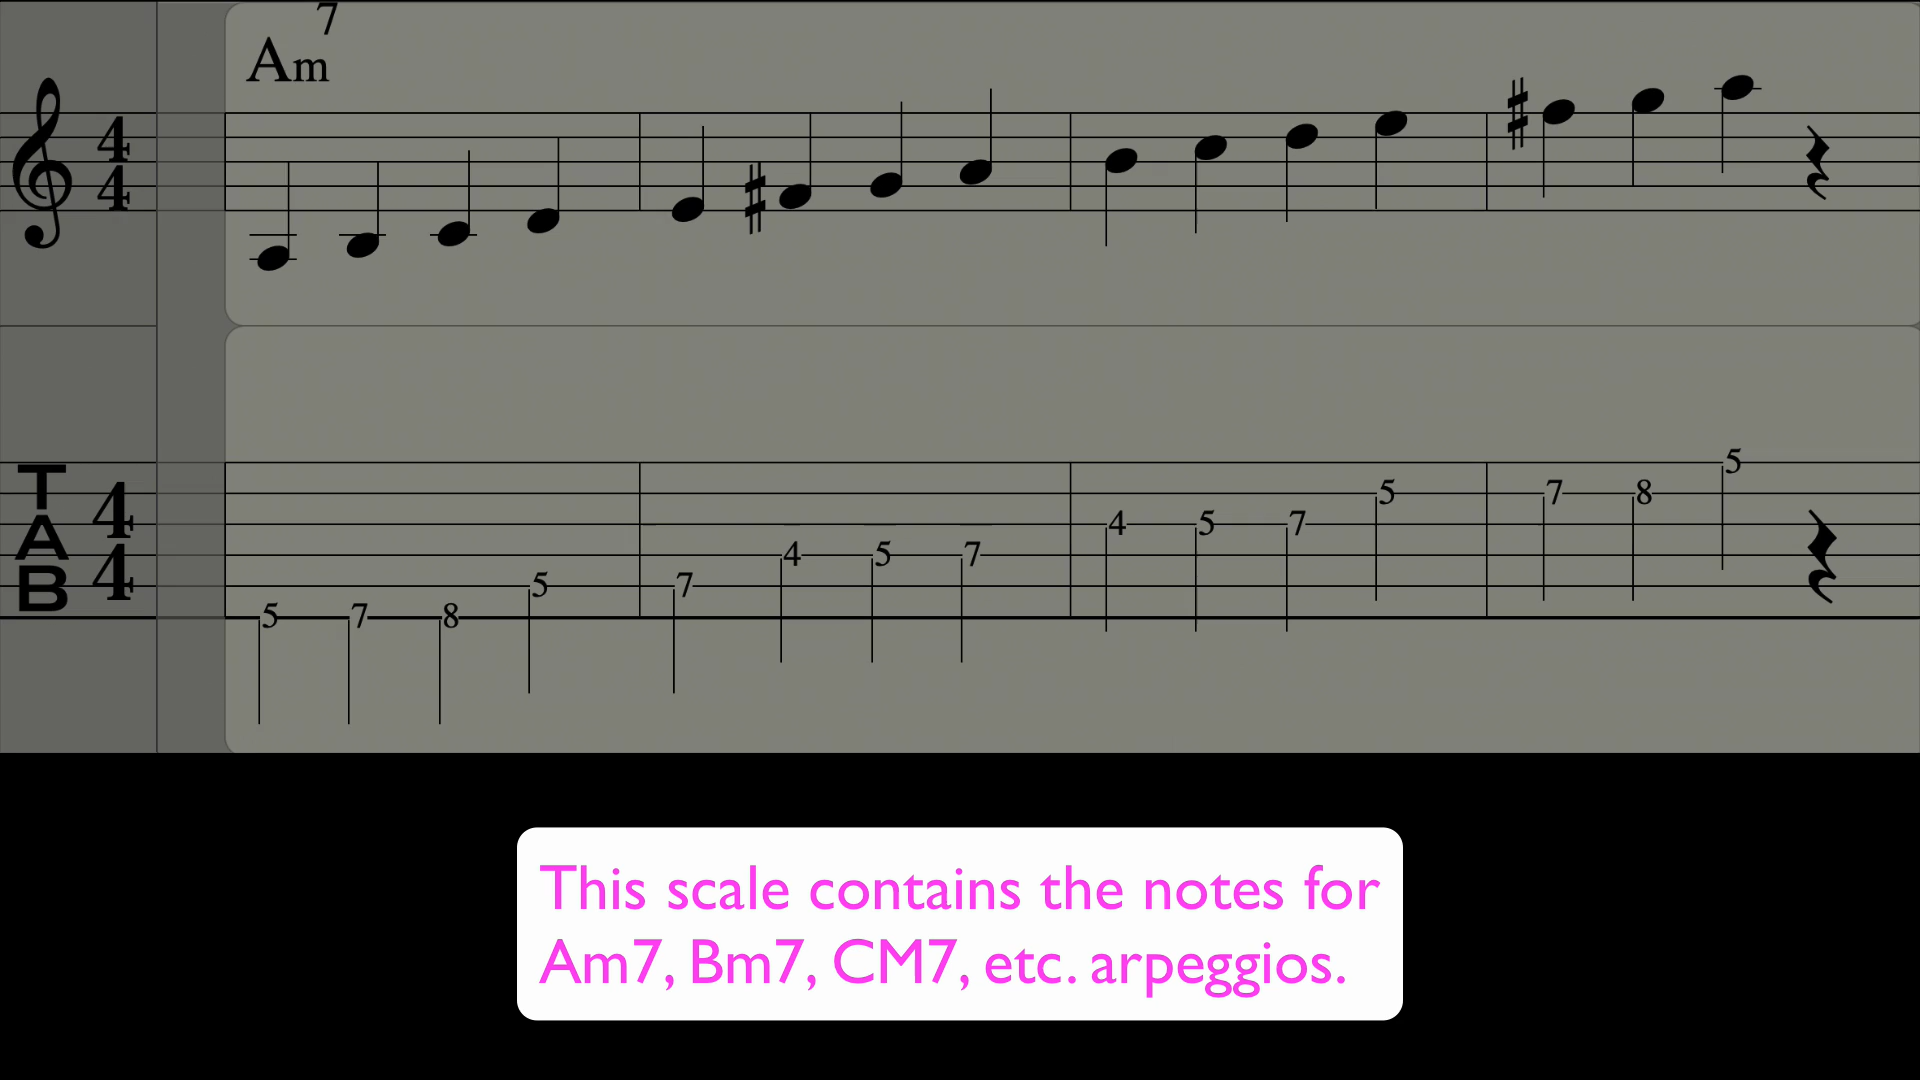 Am7
4
4
T
A
B
4
4
5 7 8 5 7 4 5 7 4 5 7 5 7 8 5
This scale contains the notes for
Am7, Bm7, CM7, etc. arpeggios.